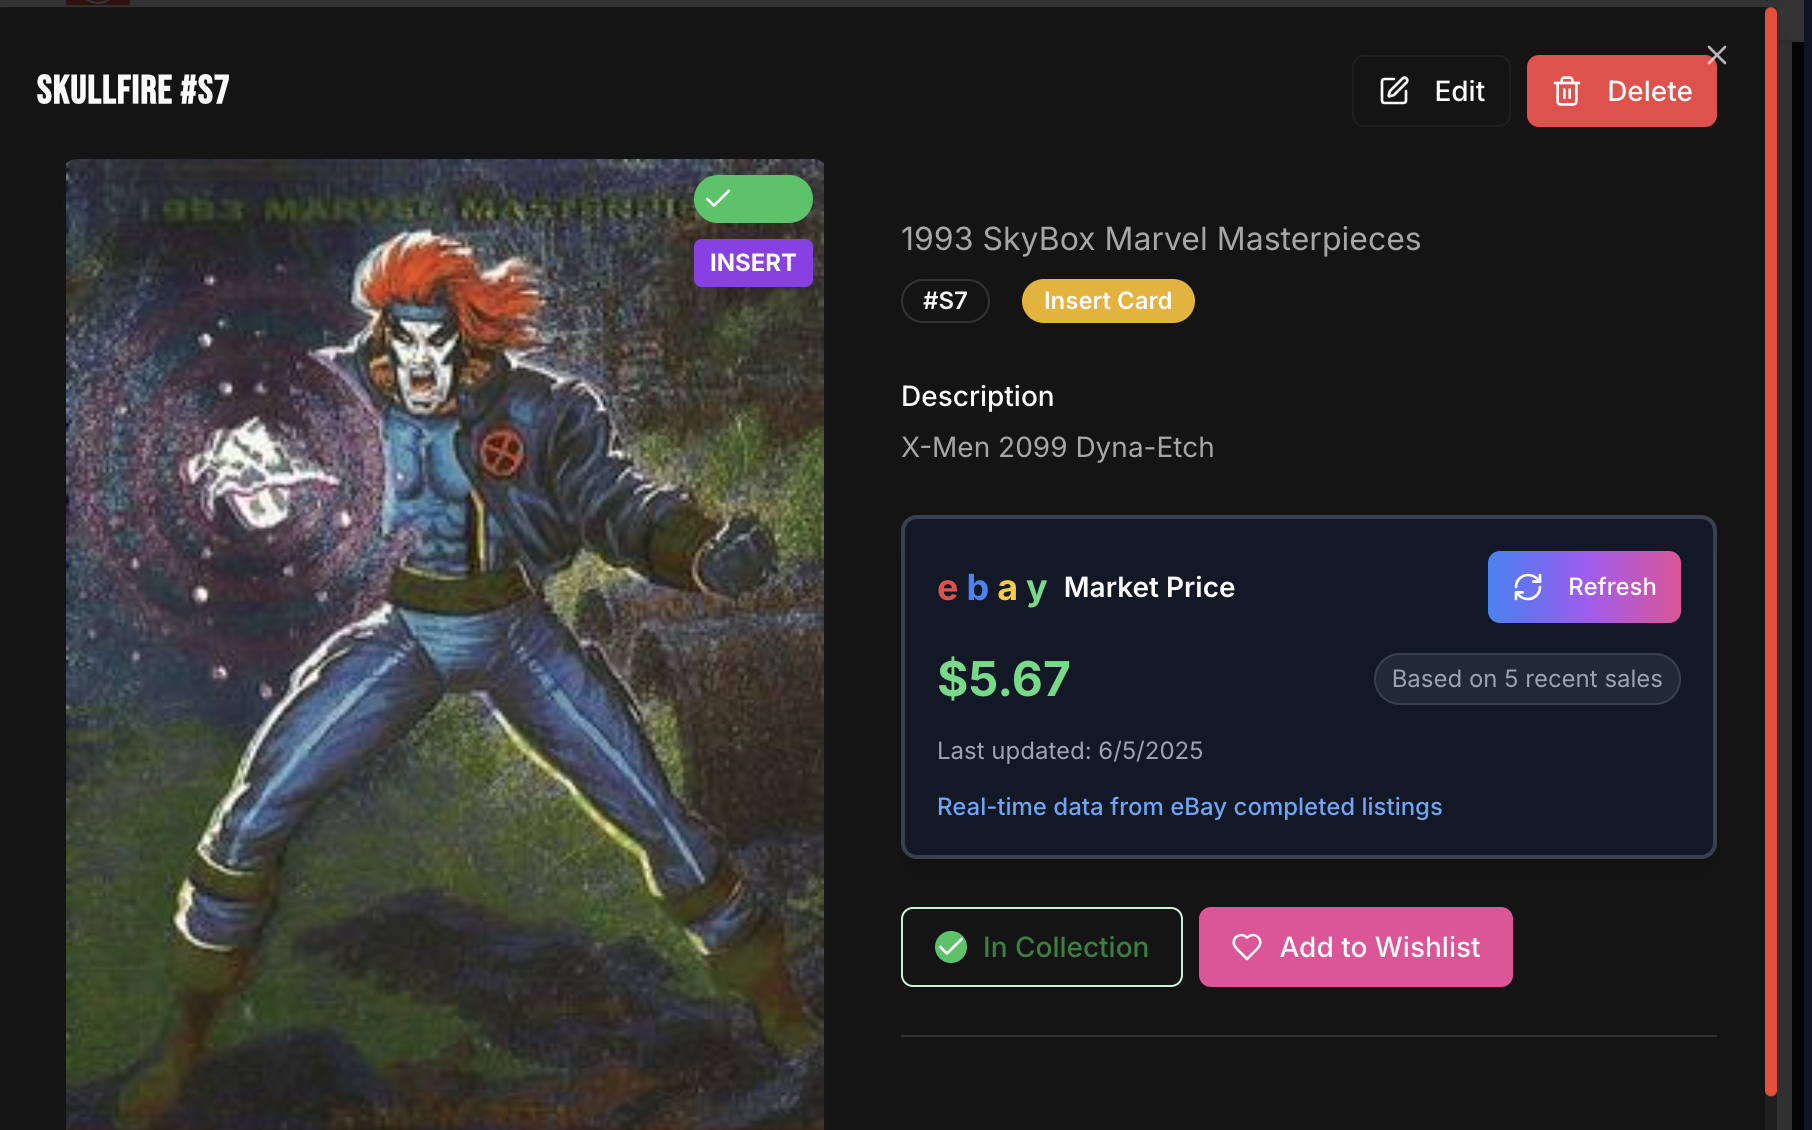 SKULLFIRE #S7
Edit
Delete
1993 MARVEL
INSERT
1993 SkyBox Marvel Masterpieces
#S7
Insert Card
Description
X-Men 2099 Dyna-Etch
ebay Market Price
Refresh
$5.67
Based on 5 recent sales
Last updated: 6/5/2025
Real-time data from eBay completed listings
In Collection
Add to Wishlist